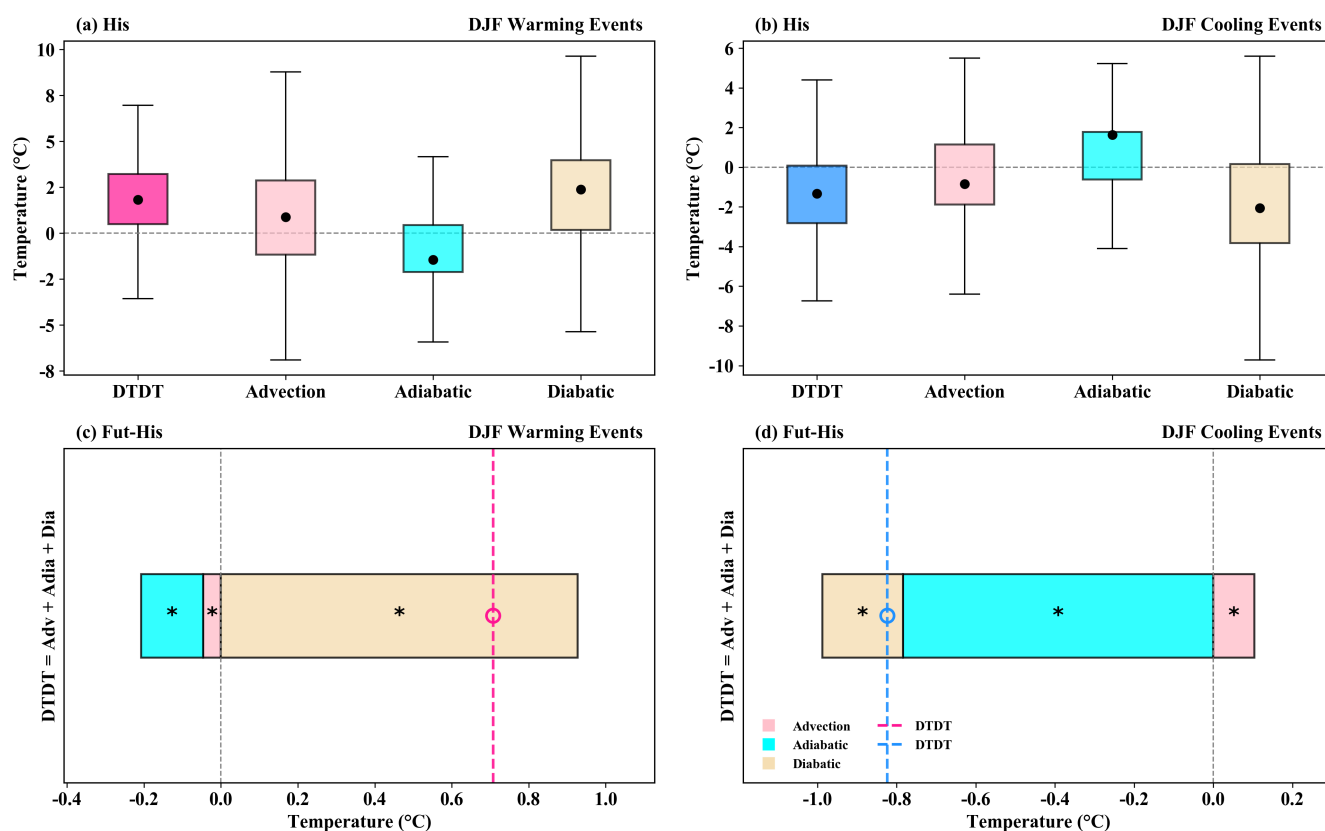 (a) His DJF Warming Events
Temperature (°C)
10
8
5
2
0
-2
-5
-8
DTDT Advection Adiabatic Diabatic
(b) His DJF Cooling Events
Temperature (°C)
6
4
2
0
-2
-4
-6
-8
-10
DTDT Advection Adiabatic Diabatic
(c) Fut-His DJF Warming Events
DTDT = Adv + Adia + Dia
* * *
-0.4 -0.2 0.0 0.2 0.4 0.6 0.8 1.0
Temperature (°C)
(d) Fut-His DJF Cooling Events
DTDT = Adv + Adia + Dia
* * *
Advection DTDT
Adiabatic DTDT
Diabatic
-1.0 -0.8 -0.6 -0.4 -0.2 0.0 0.2
Temperature (°C)